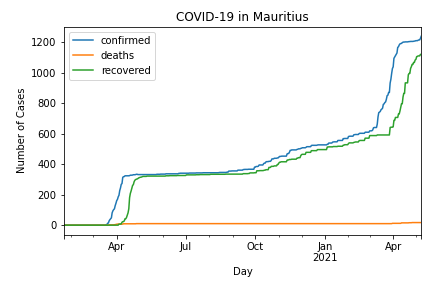 COVID-19 in Mauritius
confirmed
deaths
recovered
Number of Cases
1200
1000
800
600
400
200
0
Apr
Jul
Oct
Jan
2021
Apr
Day